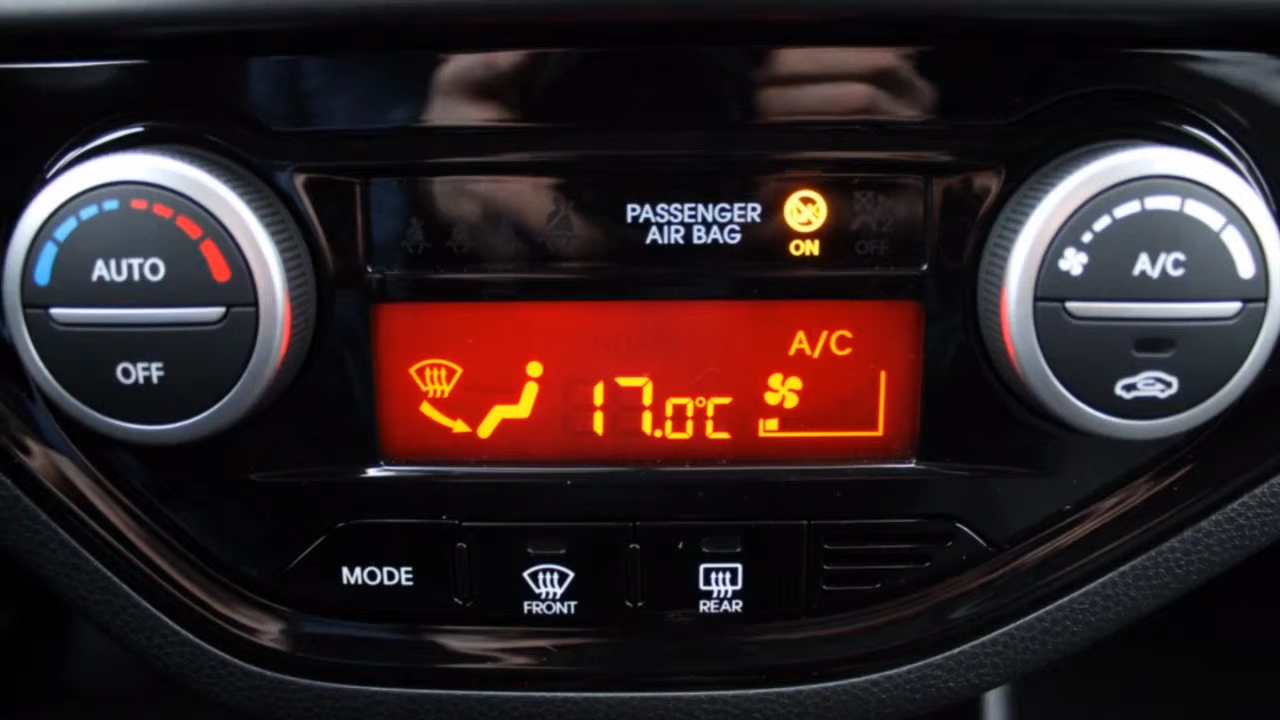 PASSENGER
AIR BAG
ON
OFF
AUTO
OFF
A/C
17.0°C
A/C
MODE
FRONT
REAR